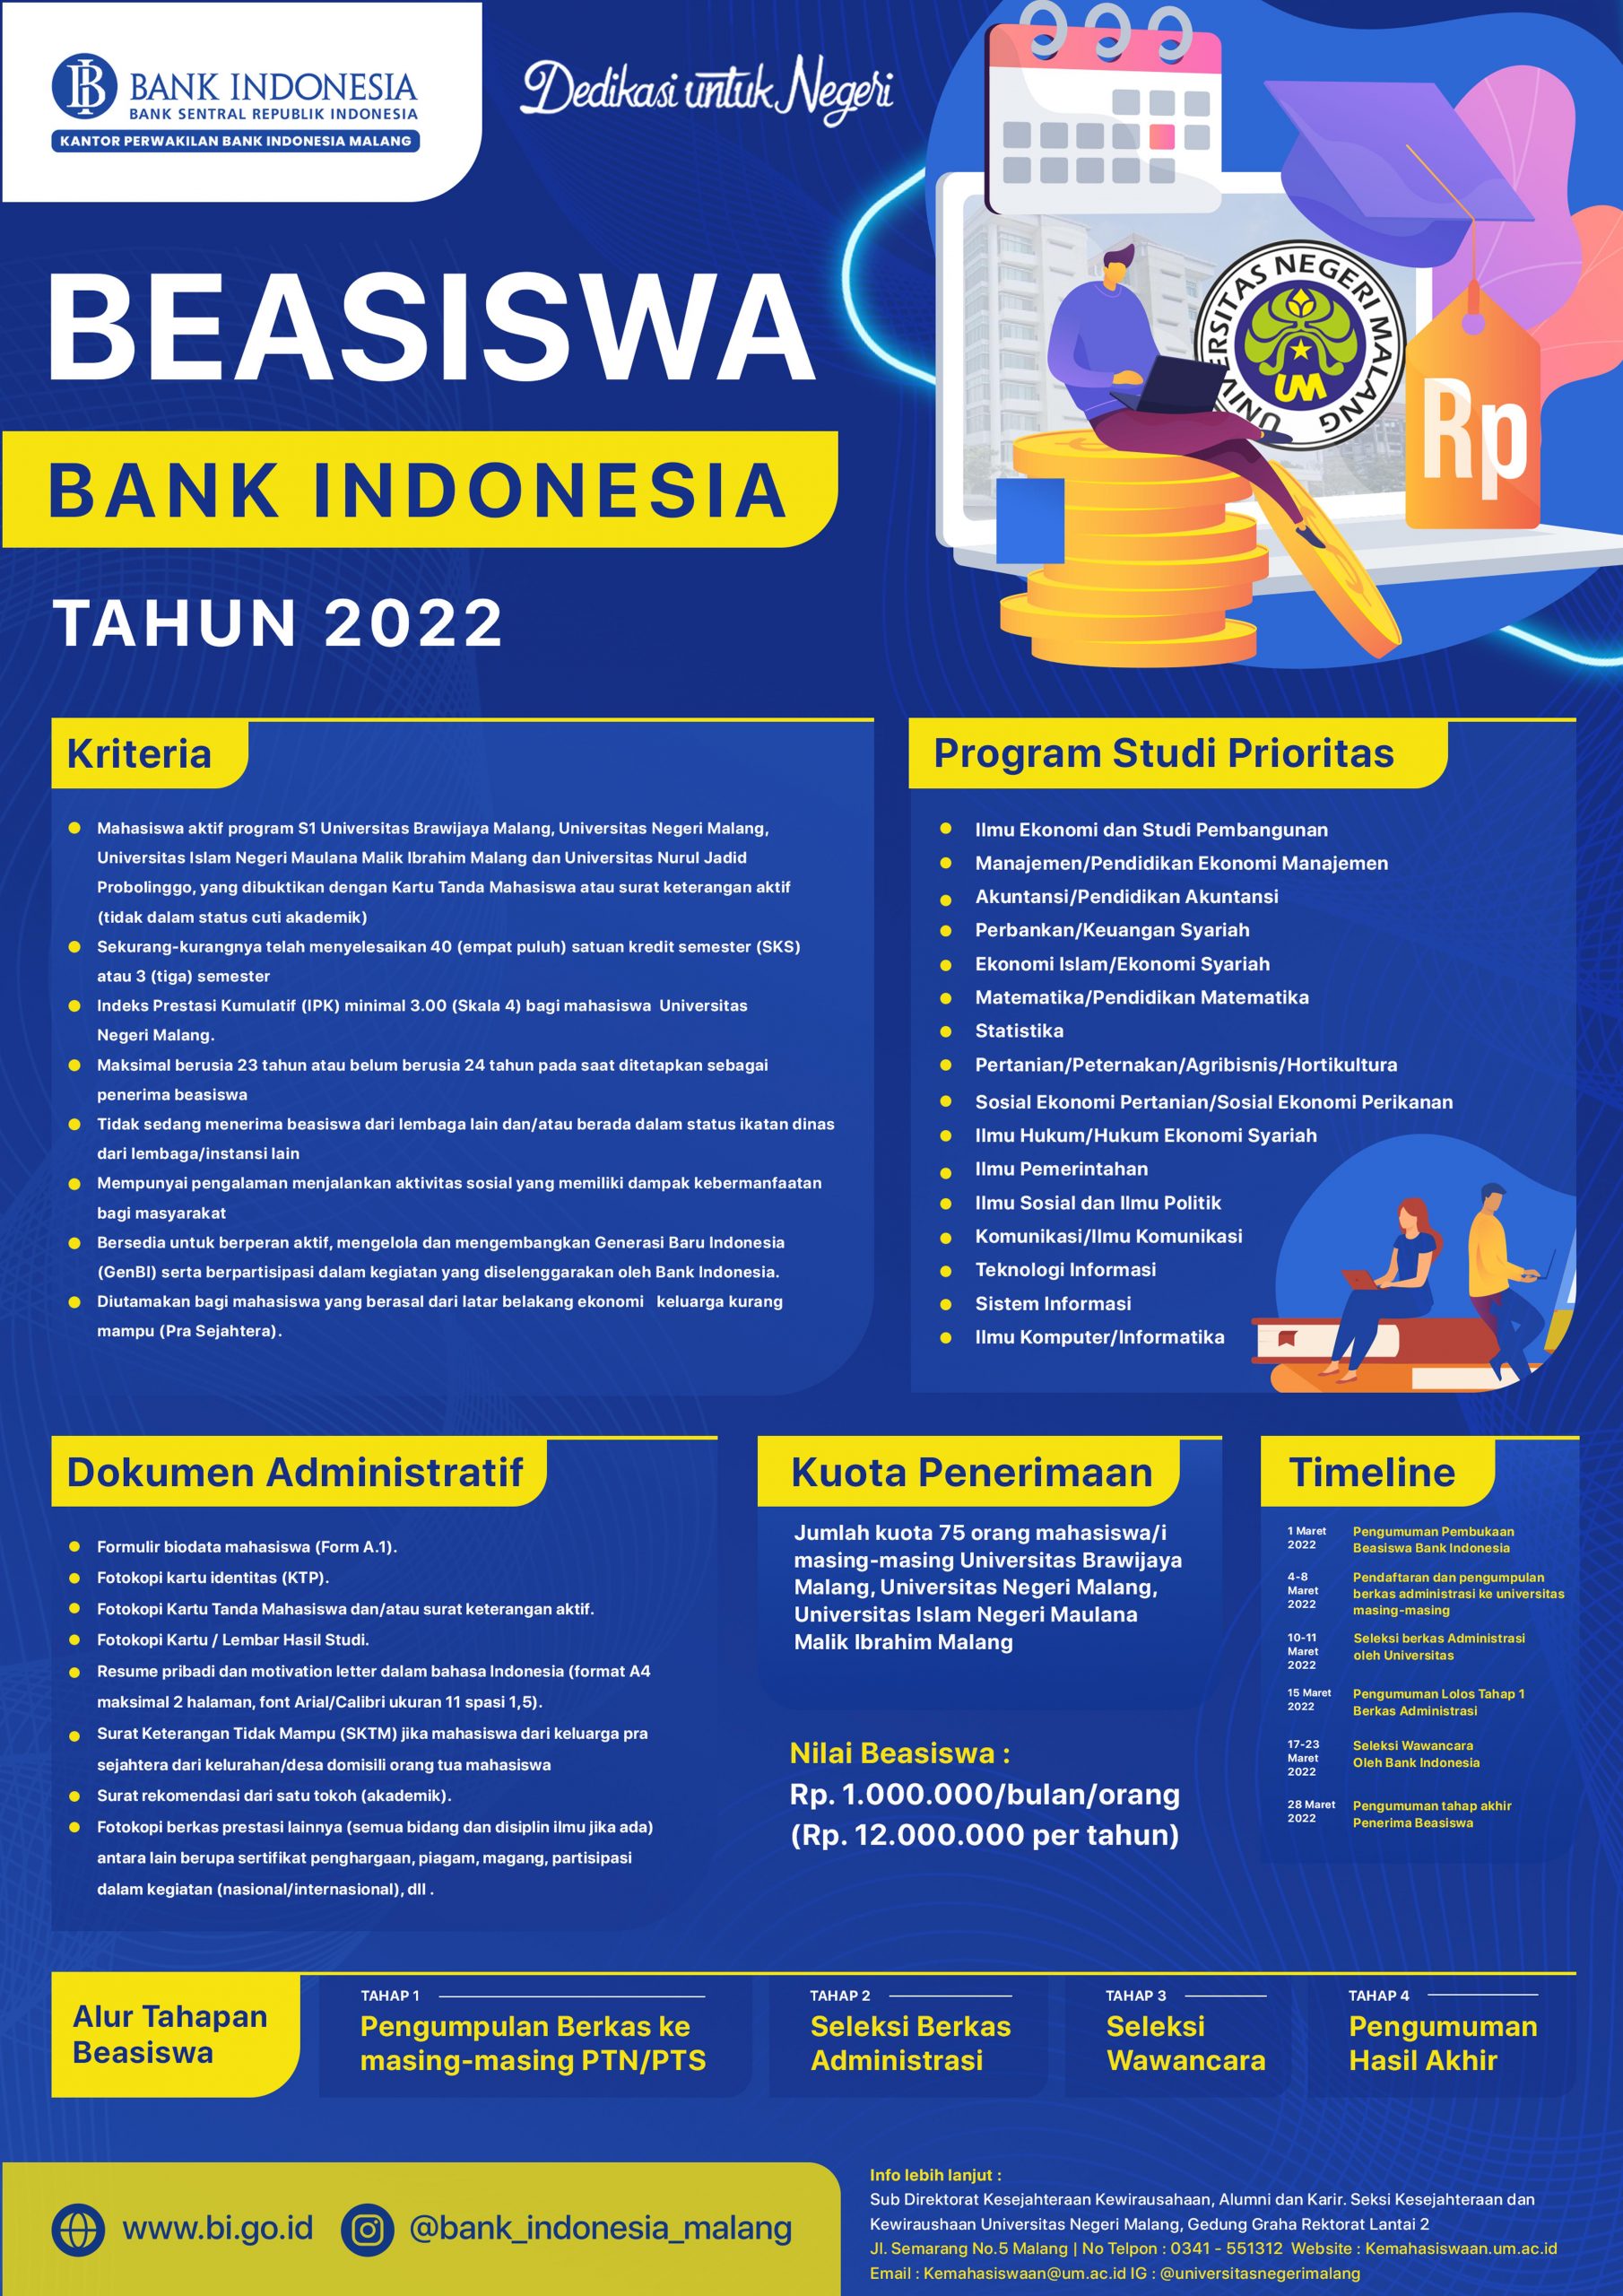 BANK INDONESIA
BANK SENTRAL REPUBLIK INDONESIA
KANTOR PERWAKILAN BANK INDONESIA MALANG
Dedikasi untuk Negeri
UNIVERSITAS NEGERI MALANG
UM
Rp
BEASISWA
BANK INDONESIA
TAHUN 2022
Kriteria
Mahasiswa aktif program S1 Universitas Brawijaya Malang, Universitas Negeri Malang,
Universitas Islam Negeri Maulana Malik Ibrahim Malang dan Universitas Nurul Jadid
Probolinggo, yang dibuktikan dengan Kartu Tanda Mahasiswa atau surat keterangan aktif
(tidak dalam status cuti akademik)
Sekurang-kurangnya telah menyelesaikan 40 (empat puluh) satuan kredit semester (SKS)
atau 3 (tiga) semester
Indeks Prestasi Kumulatif (IPK) minimal 3.00 (Skala 4) bagi mahasiswa Universitas
Negeri Malang.
Maksimal berusia 23 tahun atau belum berusia 24 tahun pada saat ditetapkan sebagai
penerima beasiswa
Tidak sedang menerima beasiswa dari lembaga lain dan/atau berada dalam status ikatan dinas
dari lembaga/instansi lain
Mempunyai pengalaman menjalankan aktivitas sosial yang memiliki dampak kebermanfaatan
bagi masyarakat
Bersedia untuk berperan aktif, mengelola dan mengembangkan Generasi Baru Indonesia
(GenBI) serta berpartisipasi dalam kegiatan yang diselenggarakan oleh Bank Indonesia.
Diutamakan bagi mahasiswa yang berasal dari latar belakang ekonomi keluarga kurang
mampu (Pra Sejahtera).
Program Studi Prioritas
Ilmu Ekonomi dan Studi Pembangunan
Manajemen/Pendidikan Ekonomi Manajemen
Akuntansi/Pendidikan Akuntansi
Perbankan/Keuangan Syariah
Ekonomi Islam/Ekonomi Syariah
Matematika/Pendidikan Matematika
Statistika
Pertanian/Peternakan/Agribisnis/Hortikultura
Sosial Ekonomi Pertanian/Sosial Ekonomi Perikanan
Ilmu Hukum/Hukum Ekonomi Syariah
Ilmu Pemerintahan
Ilmu Sosial dan Ilmu Politik
Komunikasi/Ilmu Komunikasi
Teknologi Informasi
Sistem Informasi
Ilmu Komputer/Informatika
Dokumen Administratif
Formulir biodata mahasiswa (Form A.1).
Fotokopi kartu identitas (KTP).
Fotokopi Kartu Tanda Mahasiswa dan/atau surat keterangan aktif.
Fotokopi Kartu / Lembar Hasil Studi.
Resume pribadi dan motivation letter dalam bahasa Indonesia (format A4
maksimal 2 halaman, font Arial/Calibri ukuran 11 spasi 1,5).
Surat Keterangan Tidak Mampu (SKTM) jika mahasiswa dari keluarga pra
sejahtera dari kelurahan/desa domisili orang tua mahasiswa
Surat rekomendasi dari satu tokoh (akademik).
Fotokopi berkas prestasi lainnya (semua bidang dan disiplin ilmu jika ada)
antara lain berupa sertifikat penghargaan, piagam, magang, partisipasi
dalam kegiatan (nasional/internasional), dll .
Kuota Penerimaan
Jumlah kuota 75 orang mahasiswa/i
masing-masing Universitas Brawijaya
Malang, Universitas Negeri Malang,
Universitas Islam Negeri Maulana
Malik Ibrahim Malang
Nilai Beasiswa :
Rp. 1.000.000/bulan/orang
(Rp. 12.000.000 per tahun)
Timeline
1 Maret
2022
Pengumuman Pembukaan
Beasiswa Bank Indonesia
4-8
Maret
2022
Pendaftaran dan pengumpulan
berkas administrasi ke universitas
masing-masing
10-11
Maret
2022
Seleksi berkas Administrasi
oleh Universitas
15 Maret
2022
Pengumuman Lolos Tahap 1
Berkas Administrasi
17-23
Maret
2022
Seleksi Wawancara
Oleh Bank Indonesia
28 Maret
2022
Pengumuman tahap akhir
Penerima Beasiswa
Alur Tahapan
Beasiswa
TAHAP 1
Pengumpulan Berkas ke
masing-masing PTN/PTS
TAHAP 2
Seleksi Berkas
Administrasi
TAHAP 3
Seleksi
Wawancara
TAHAP 4
Pengumuman
Hasil Akhir
www.bi.go.id
@bank_indonesia_malang
Info lebih lanjut :
Sub Direktorat Kesejahteraan Kewirausahaan, Alumni dan Karir. Seksi Kesejahteraan dan
Kewiraushaan Universitas Negeri Malang, Gedung Graha Rektorat Lantai 2
Jl. Semarang No.5 Malang | No Telpon : 0341 - 551312 Website : Kemahasiswaan.um.ac.id
Email : Kemahasiswaan@um.ac.id IG : @universitasnegerimalang